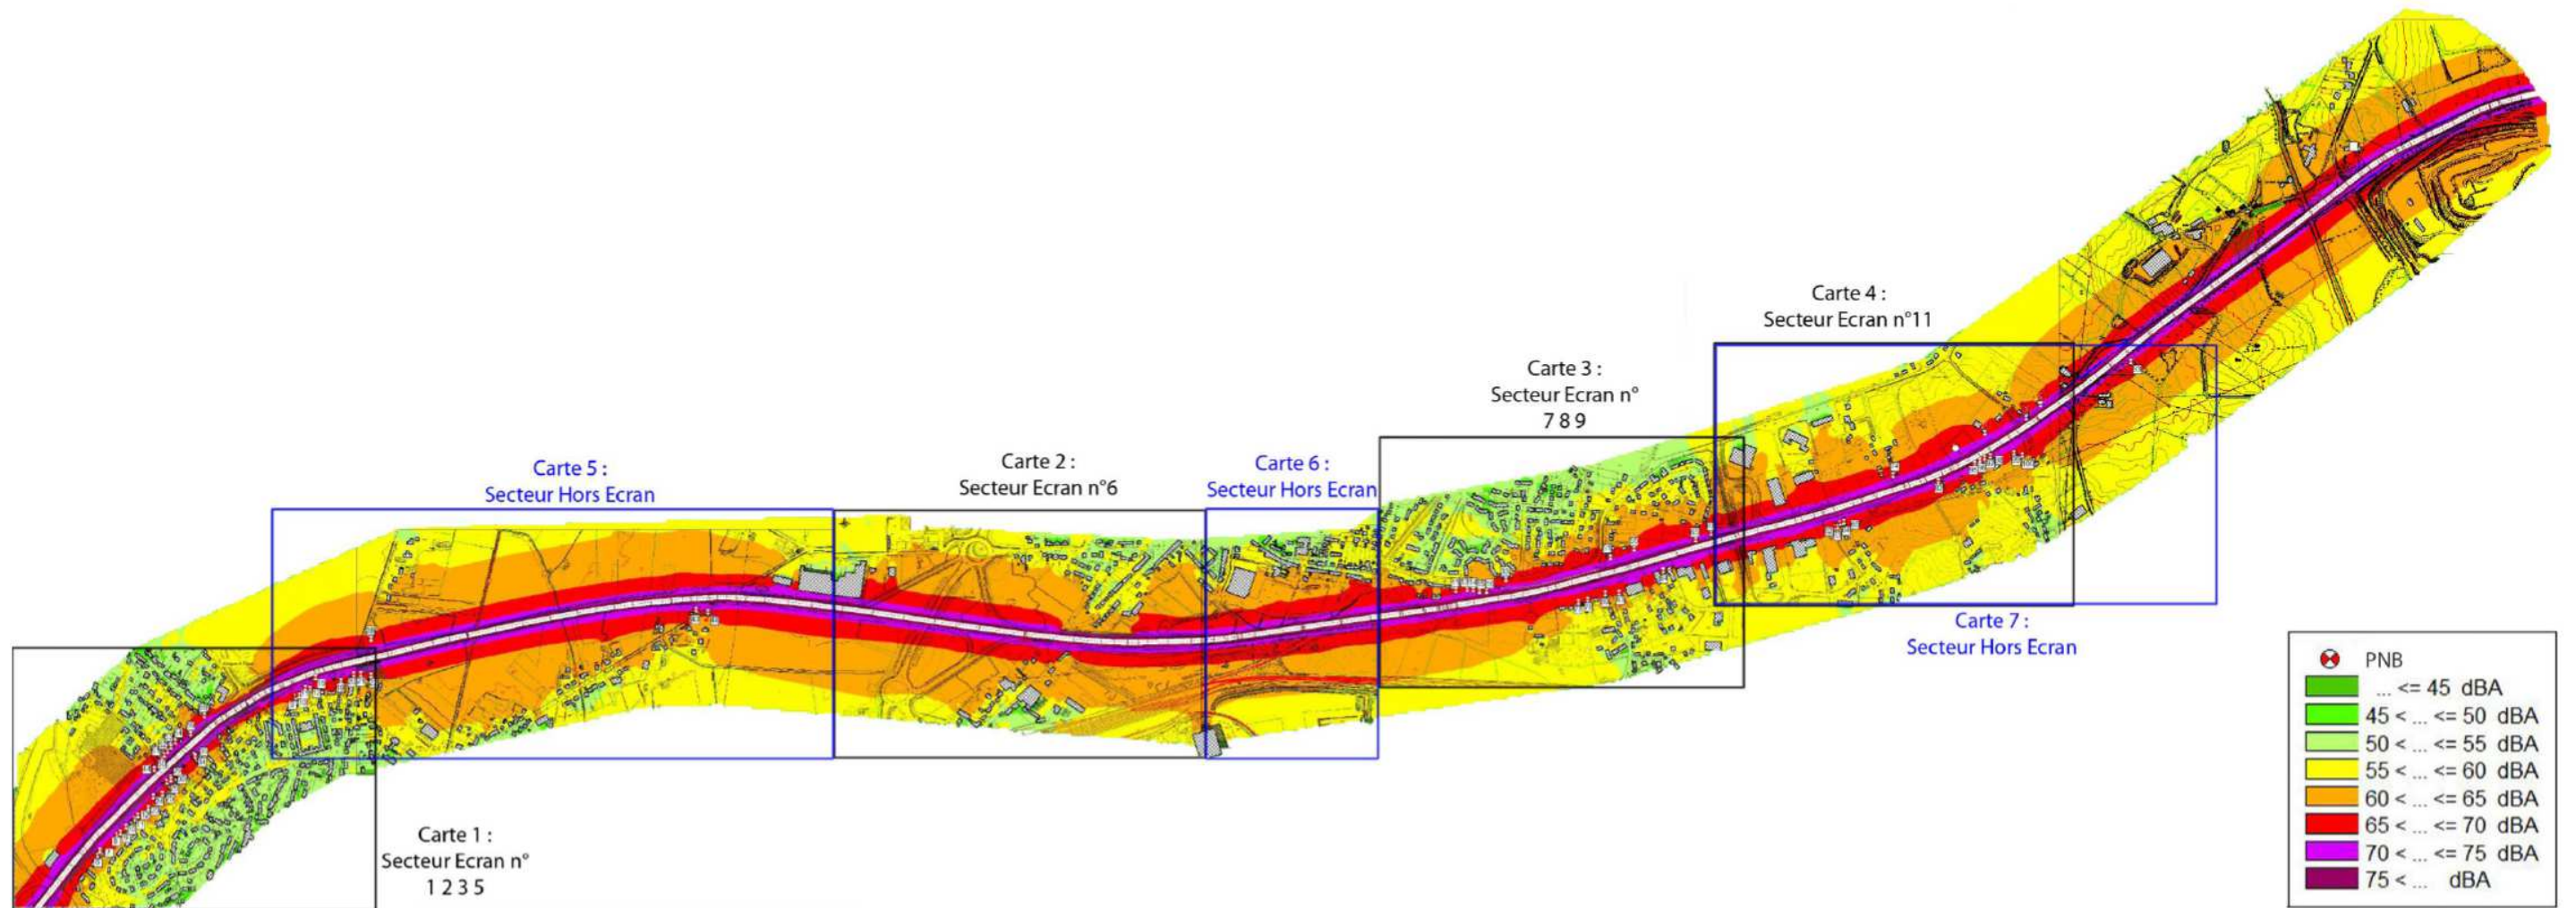 Carte 4 :
Secteur Ecran n°11
Carte 3 :
Secteur Ecran n°
7 8 9
Carte 5 :
Secteur Hors Ecran
Carte 2 :
Secteur Ecran n°6
Carte 6 :
Secteur Hors Ecran
Carte 7 :
Secteur Hors Ecran
Carte 1 :
Secteur Ecran n°
1 2 3 5
PNB
... <= 45 dBA
45 < ... <= 50 dBA
50 < ... <= 55 dBA
55 < ... <= 60 dBA
60 < ... <= 65 dBA
65 < ... <= 70 dBA
70 < ... <= 75 dBA
75 < ... dBA